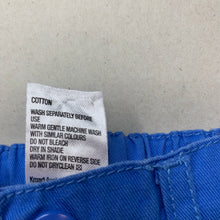 COTTON
WASH SEPARATELY BEFORE
USE
WARM GENTLE MACHINE WASH
WITH SIMILAR COLOURS
DO NOT BLEACH
DRY IN SHADE
WARM IRON ON REVERSE SIDE
DO NOT DRYCLEAN